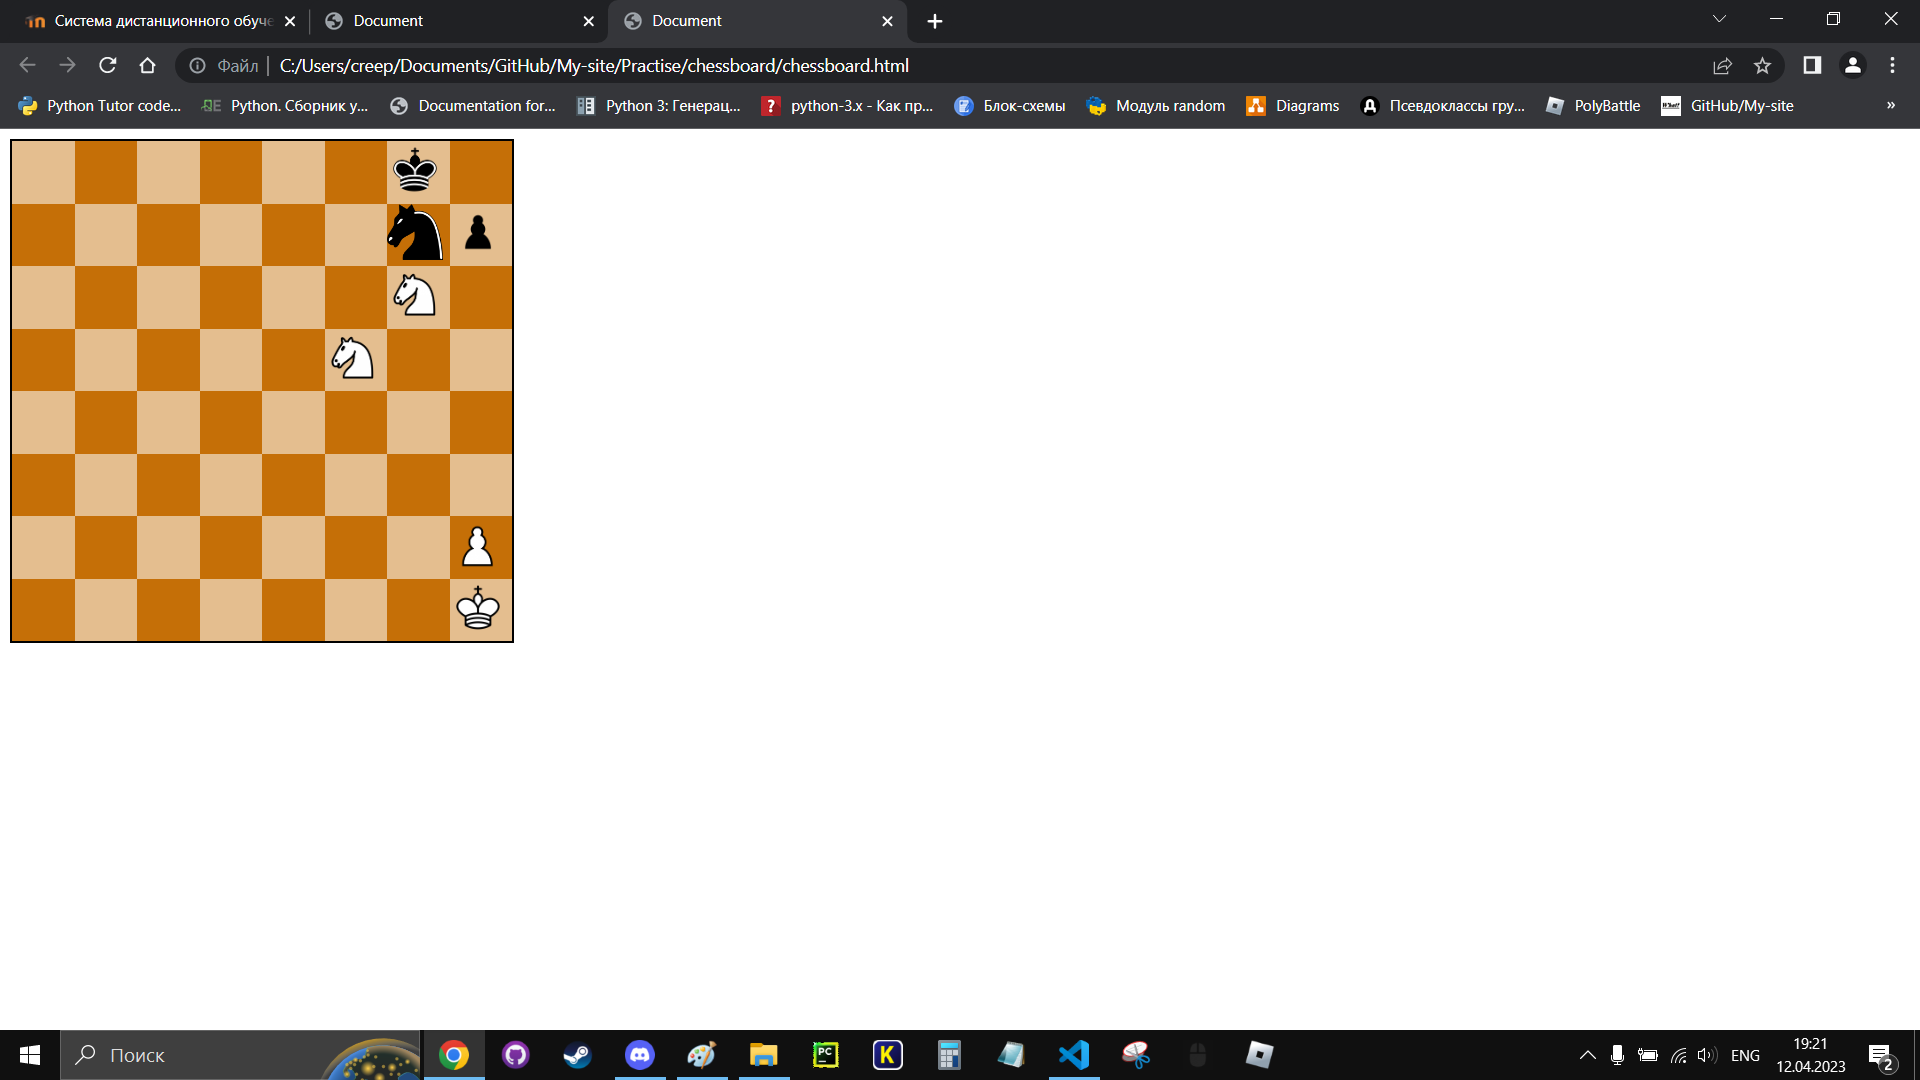 Система дистанционного обуче
Document
Document
Файл
C:/Users/creep/Documents/GitHub/My-site/Practise/chessboard/chessboard.html
Python Tutor code...
Python. Сборник у...
Documentation for...
Python 3: Генерац...
python-3.x - Как пр...
Блок-схемы
Модуль random
Diagrams
Псевдоклассы гру...
PolyBattle
GitHub/My-site
»
Поиск
PC
K
ENG
19:21
12.04.2023
2